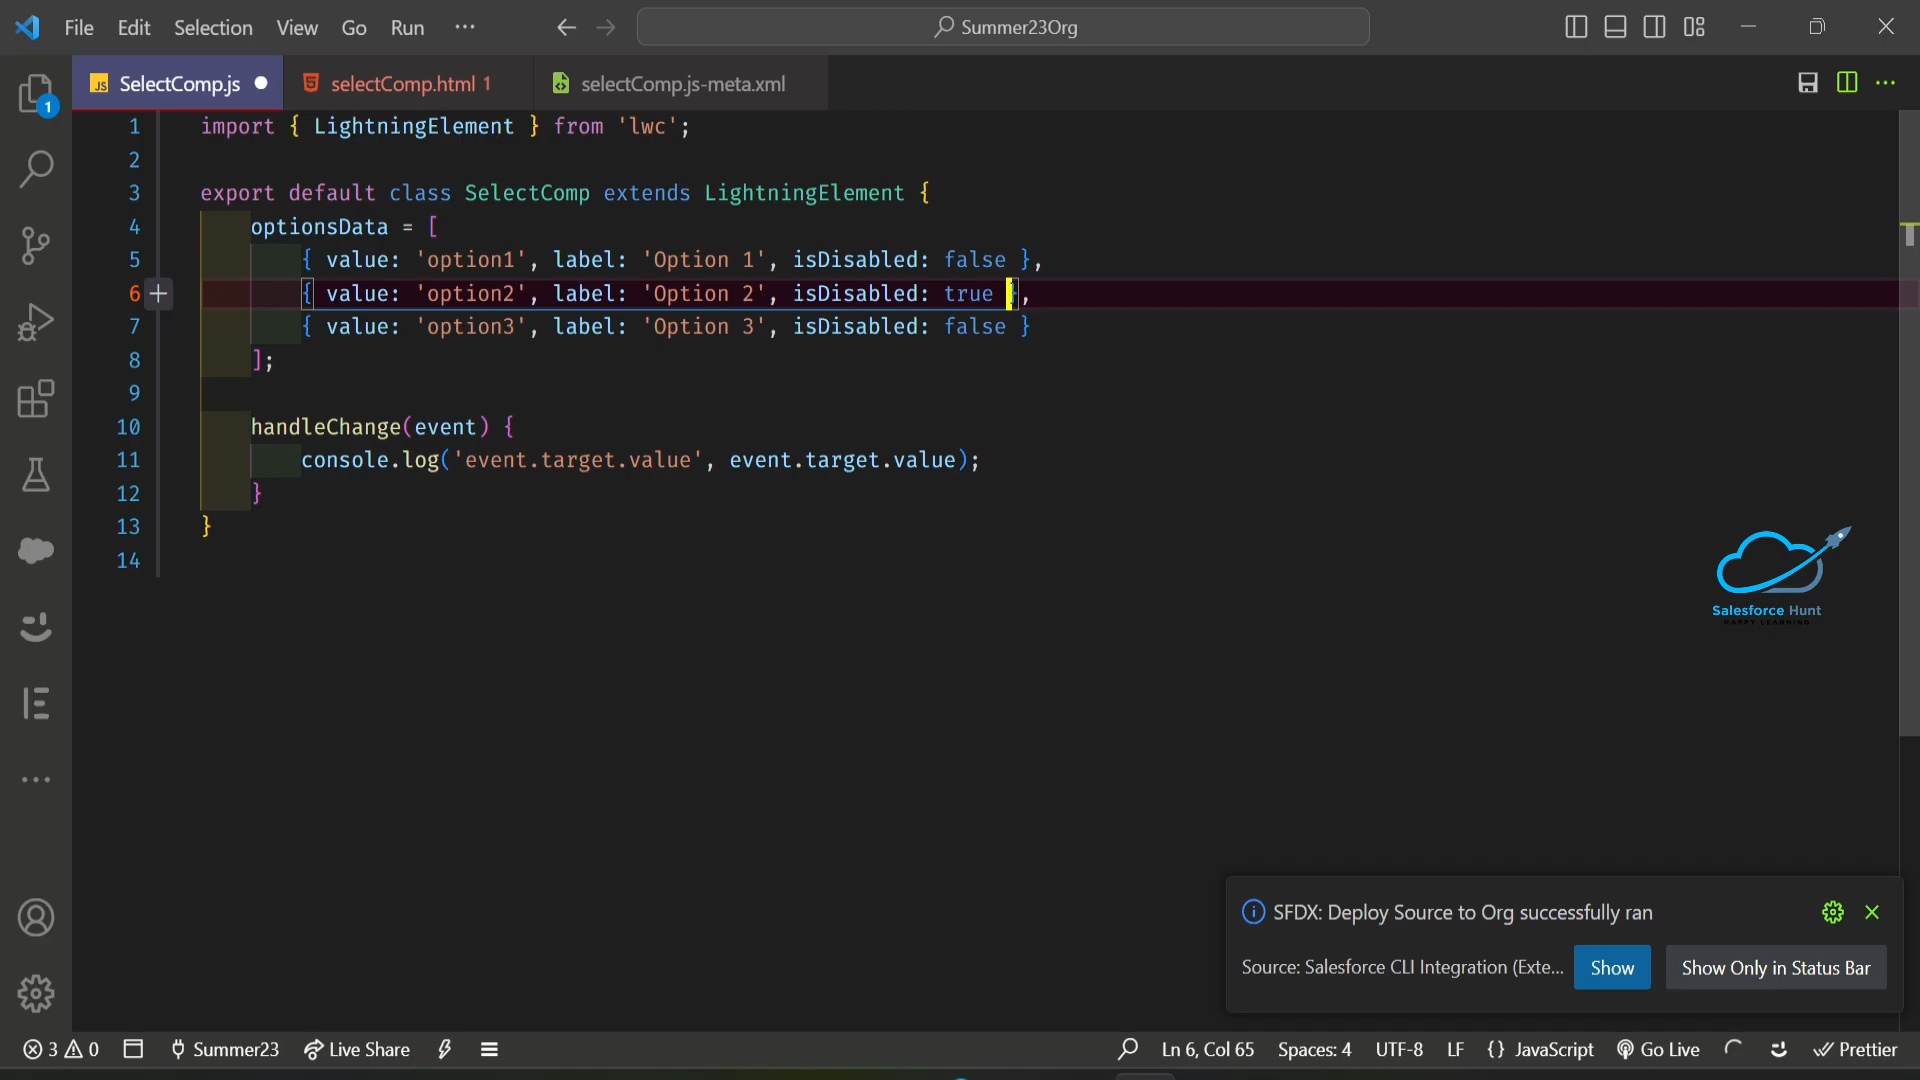 File Edit Selection View Go Run ··· Summer23Org
JS SelectComp.js selectComp.html 1 selectComp.js-meta.xml
1 import { LightningElement } from 'lwc';
2
3 export default class SelectComp extends LightningElement {
4 optionsData = [
5 { value: 'option1', label: 'Option 1', isDisabled: false },
6 { value: 'option2', label: 'Option 2', isDisabled: true },
7 { value: 'option3', label: 'Option 3', isDisabled: false }
8 ];
9
10 handleChange(event) {
11 console.log('event.target.value', event.target.value);
12 }
13 }
14
1
Salesforce Hunt
HAPPY LEARNING
SFDX: Deploy Source to Org successfully ran
Source: Salesforce CLI Integration (Exte... Show Show Only in Status Bar
3 0 Summer23 Live Share Ln 6, Col 65 Spaces: 4 UTF-8 LF {} JavaScript Go Live Prettier